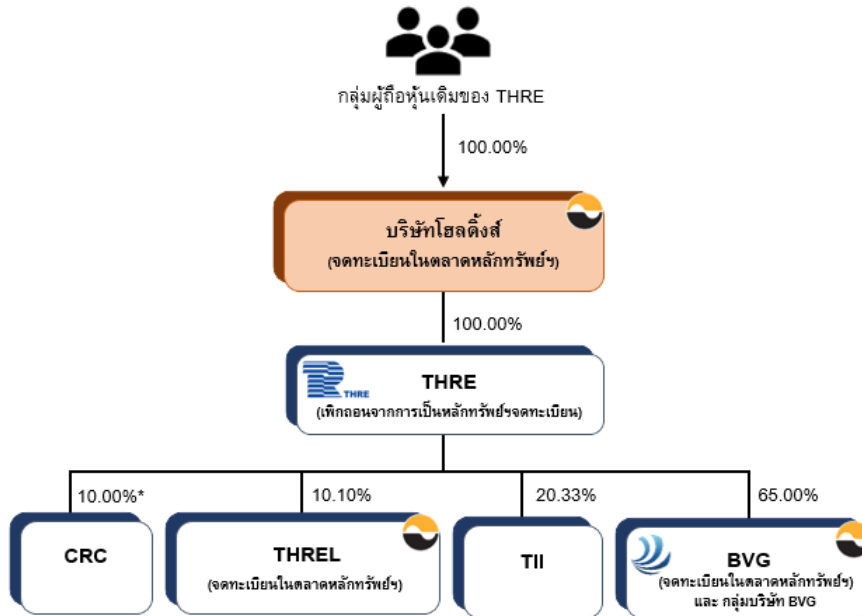 กลุ่มผู้ถือหุ้นเดิมของ THRE
100.00%
บริษัทโฮลดิ้งส์
(จดทะเบียนในตลาดหลักทรัพย์ฯ)
100.00%
THRE
THRE
(เพิกถอนจากการเป็นหลักทรัพย์ฯจดทะเบียน)
10.00%*
10.10%
20.33%
65.00%
CRC
THREL
(จดทะเบียนในตลาดหลักทรัพย์ฯ)
TII
BVG
(จดทะเบียนในตลาดหลักทรัพย์ฯ)
และ กลุ่มบริษัท BVG